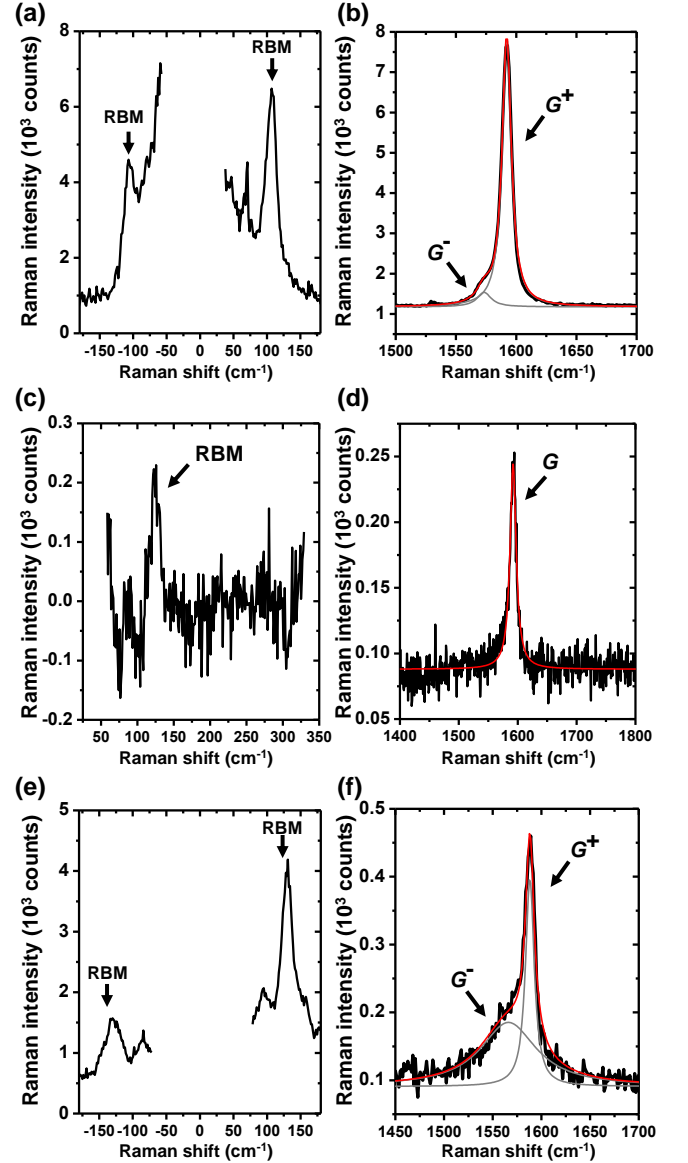 (a)
RBM
RBM
8
6
4
2
0
Raman intensity (10³ counts)
-150 -100 -50 0 50 100 150
Raman shift (cm⁻¹)
(b)
G⁺
G⁻
8
7
6
5
4
3
2
1
Raman intensity (10³ counts)
1500 1550 1600 1650 1700
Raman shift (cm⁻¹)
(c)
RBM
0.3
0.2
0.1
0.0
-0.1
-0.2
Raman intensity (10³ counts)
50 100 150 200 250 300 350
Raman shift (cm⁻¹)
(d)
G
0.25
0.20
0.15
0.10
0.05
Raman intensity (10³ counts)
1400 1500 1600 1700 1800
Raman shift (cm⁻¹)
(e)
RBM
RBM
5
4
3
2
1
0
Raman intensity (10³ counts)
-150 -100 -50 0 50 100 150
Raman shift (cm⁻¹)
(f)
G⁺
G⁻
0.5
0.4
0.3
0.2
0.1
Raman intensity (10³ counts)
1450 1500 1550 1600 1650 1700
Raman shift (cm⁻¹)